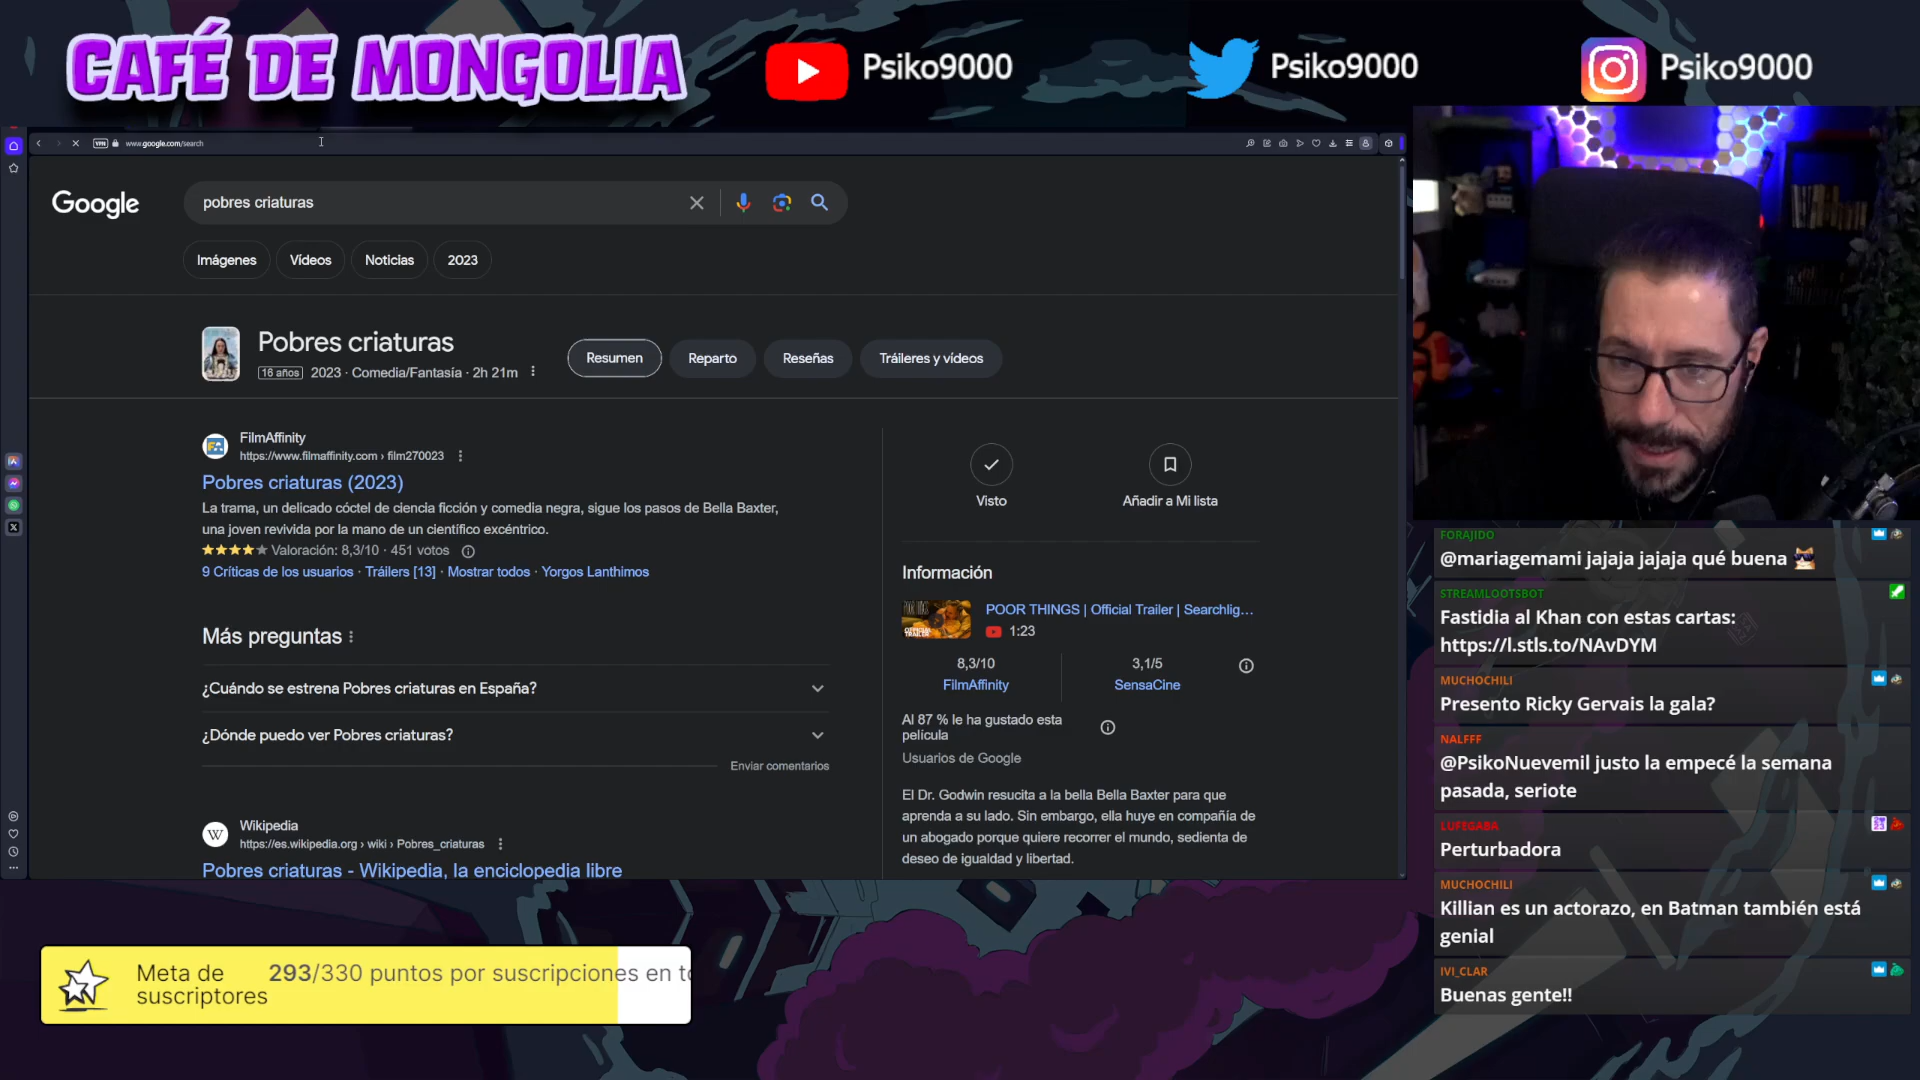 CAFÉ DE MONGOLIA
Psiko9000
Psiko9000
Psiko9000
VPN
www.google.com/search
Google
pobres criaturas
Imágenes
Vídeos
Noticias
2023
Pobres criaturas
16 años 2023 · Comedia/Fantasía · 2h 21m
Resumen
Reparto
Reseñas
Tráileres y vídeos
FilmAffinity
https://www.filmaffinity.com › film270023
Pobres criaturas (2023)
La trama, un delicado cóctel de ciencia ficción y comedia negra, sigue los pasos de Bella Baxter,
una joven revivida por la mano de un científico excéntrico.
Valoración: 8,3/10 · 451 votos
9 Críticas de los usuarios · Tráilers [13] · Mostrar todos · Yorgos Lanthimos
Más preguntas
¿Cuándo se estrena Pobres criaturas en España?
¿Dónde puedo ver Pobres criaturas?
Enviar comentarios
Wikipedia
https://es.wikipedia.org › wiki › Pobres_criaturas
Pobres criaturas - Wikipedia, la enciclopedia libre
Visto
Añadir a Mi lista
Información
POOR THINGS | Official Trailer | Searchlig...
1:23
8,3/10
FilmAffinity
3,1/5
SensaCine
Al 87 % le ha gustado esta
película
Usuarios de Google
El Dr. Godwin resucita a la bella Bella Baxter para que
aprenda a su lado. Sin embargo, ella huye en compañía de
un abogado porque quiere recorrer el mundo, sedienta de
deseo de igualdad y libertad.
FORAJIDO
@mariagemami jajaja jajaja qué buena
STREAMLOOTSBOT
Fastidia al Khan con estas cartas:
https://l.stls.to/NAvDYM
MUCHOCHILI
Presento Ricky Gervais la gala?
NALFFF
@PsikoNuevemil justo la empecé la semana
pasada, seriote
LUFEGABA
Perturbadora
MUCHOCHILI
Killian es un actorazo, en Batman también está
genial
IVI_CLAR
Buenas gente!!
Meta de
suscriptores
293/330 puntos por suscripciones en to